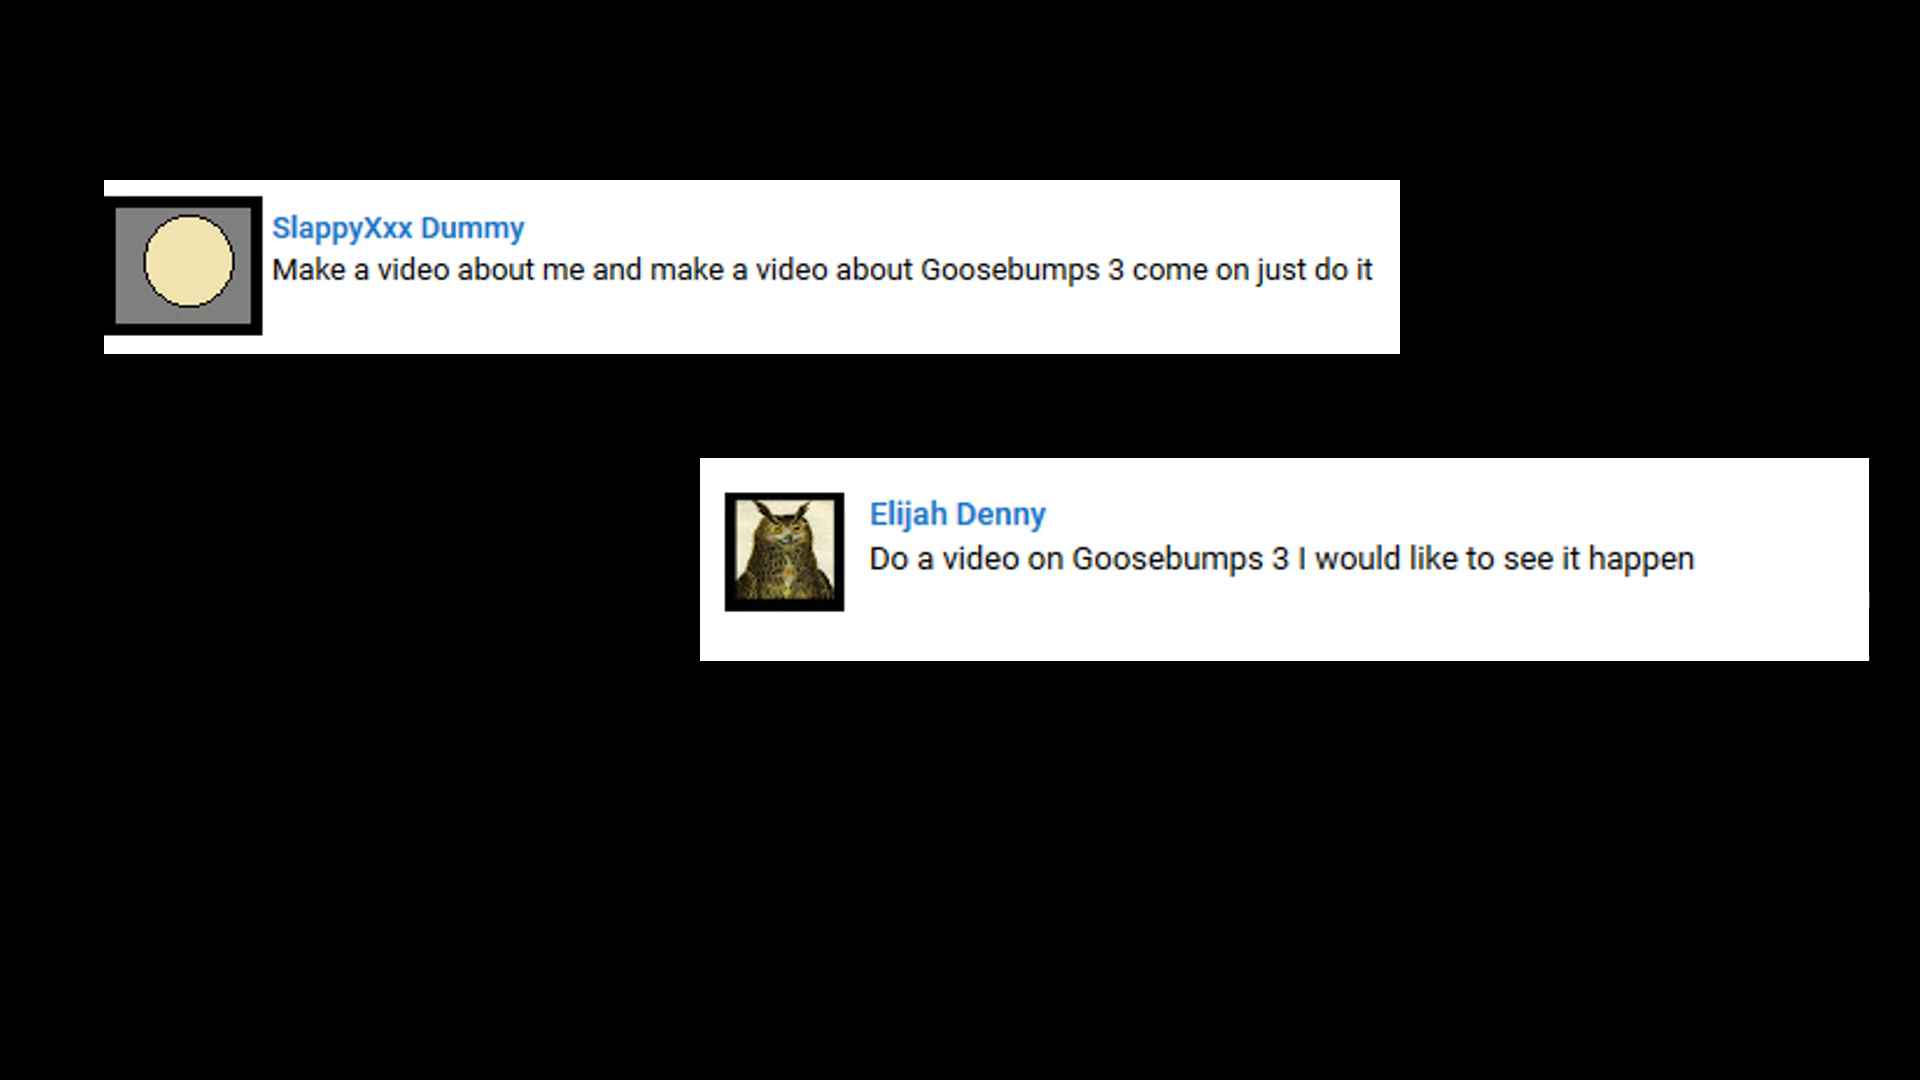 SlappyXxx Dummy
Make a video about me and make a video about Goosebumps 3 come on just do it
Elijah Denny
Do a video on Goosebumps 3 I would like to see it happen